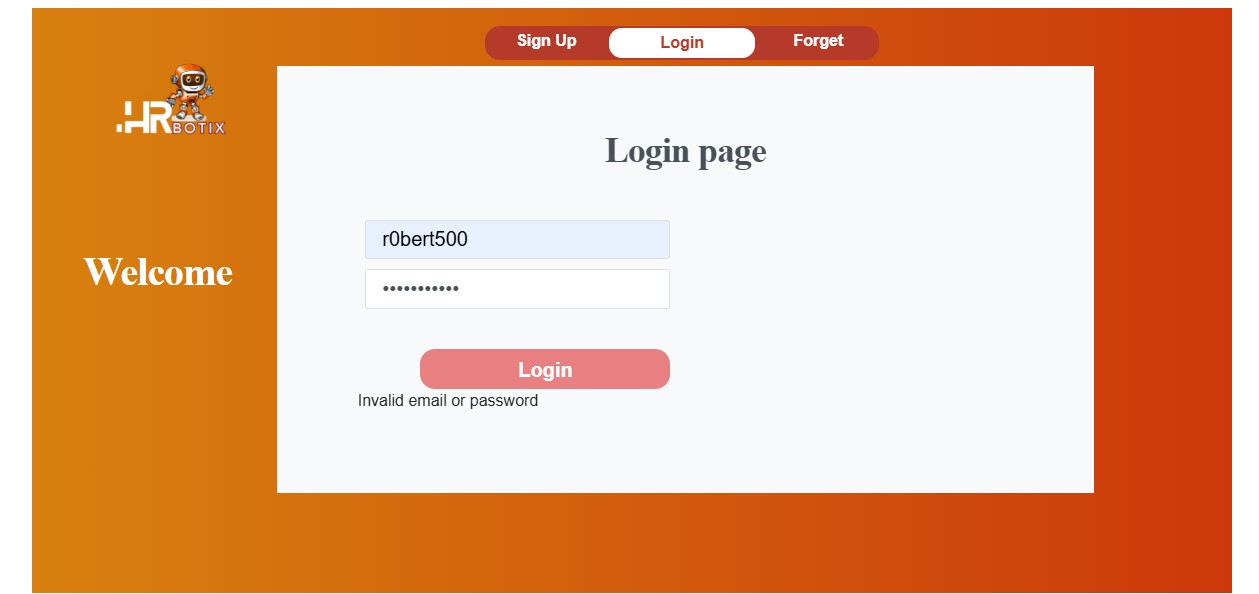 Sign Up
Login
Forget
HR
BOTIX
Login page
r0bert500
•••••••••••
Welcome
Login
Invalid email or password